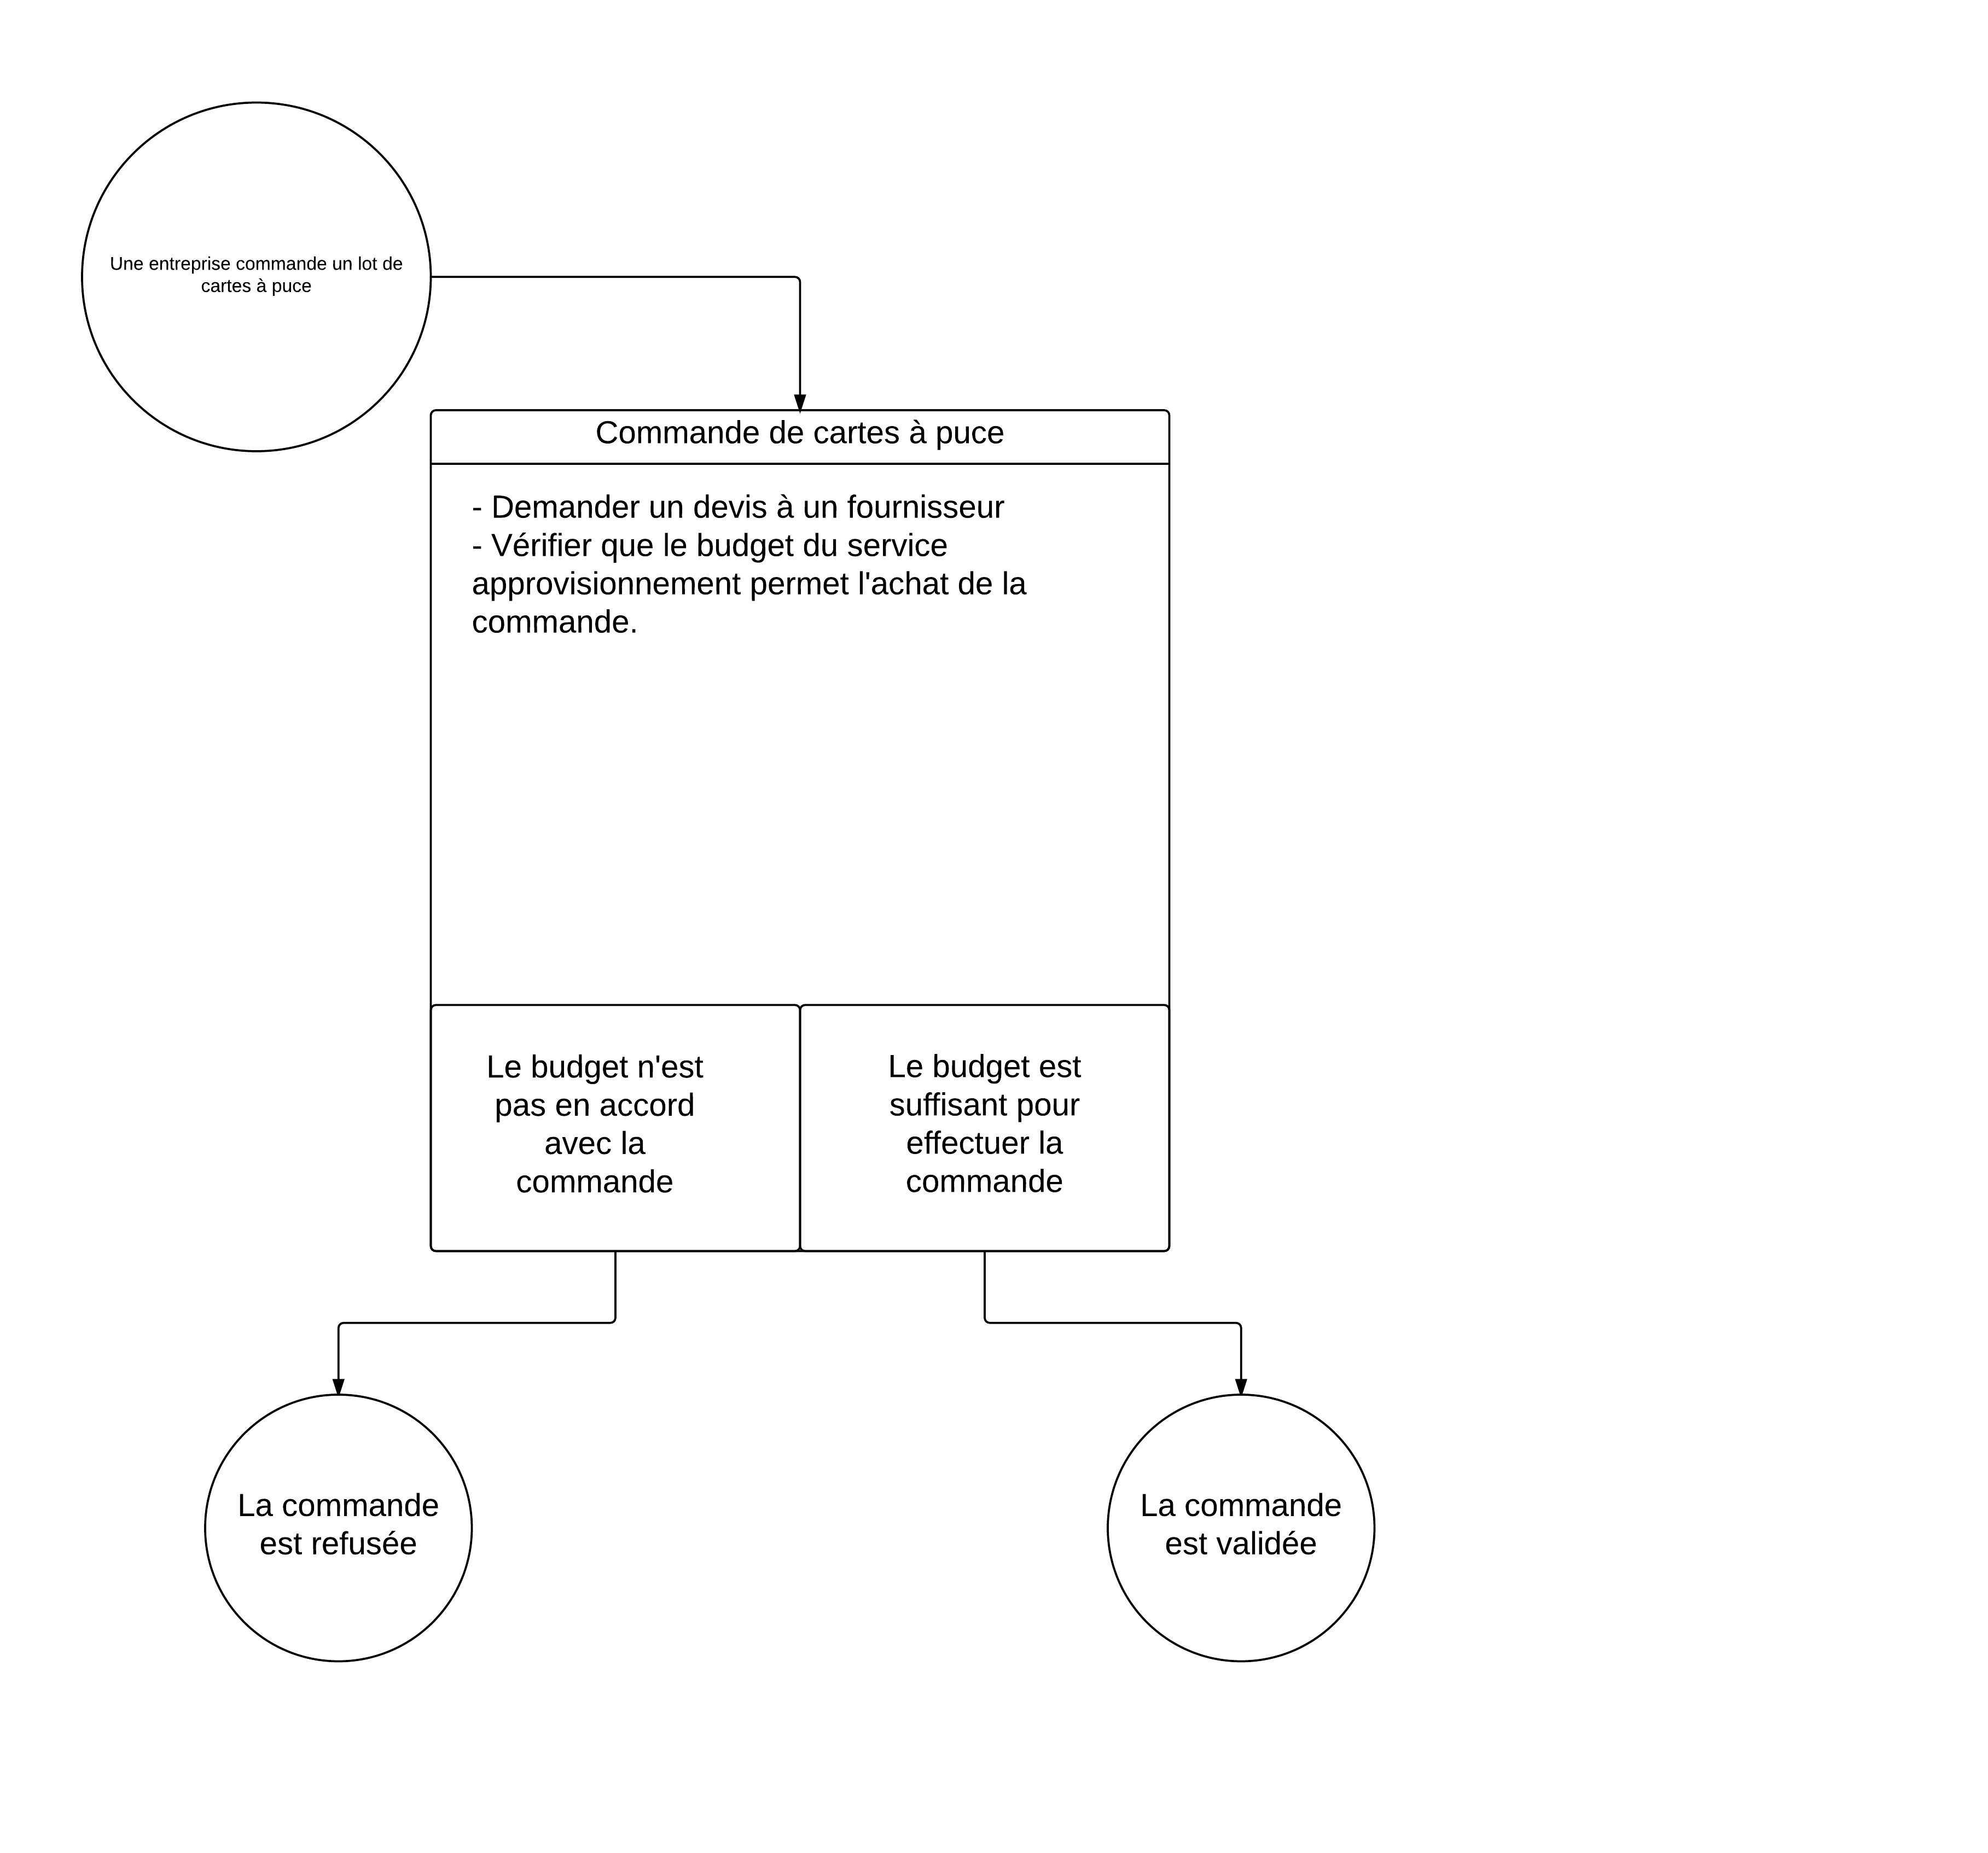 Une entreprise commande un lot de
cartes à puce
Commande de cartes à puce
- Demander un devis à un fournisseur
- Vérifier que le budget du service
approvisionnement permet l'achat de la
commande.
Le budget n'est
pas en accord
avec la
commande
Le budget est
suffisant pour
effectuer la
commande
La commande
est refusée
La commande
est validée